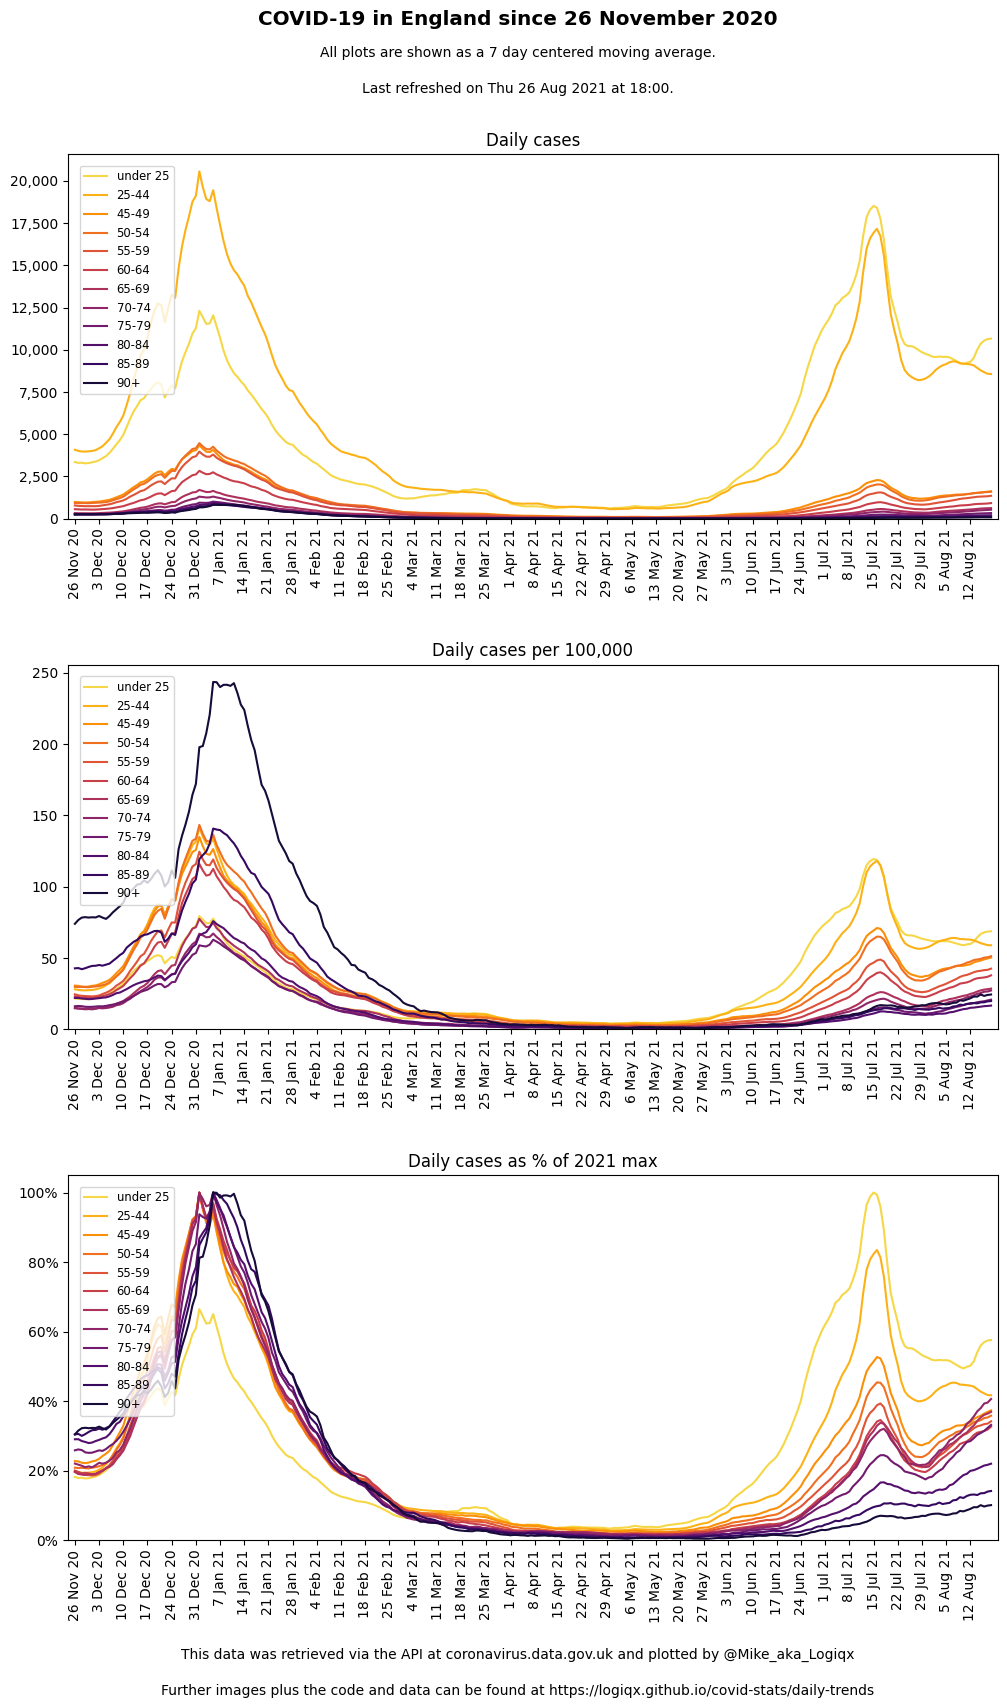 COVID-19 in England since 26 November 2020
All plots are shown as a 7 day centered moving average.
Last refreshed on Thu 26 Aug 2021 at 18:00.
Daily cases
20,000
17,500
15,000
12,500
10,000
7,500
5,000
2,500
0
under 25
25-44
45-49
50-54
55-59
60-64
65-69
70-74
75-79
80-84
85-89
90+
26 Nov 20
3 Dec 20
10 Dec 20
17 Dec 20
24 Dec 20
31 Dec 20
7 Jan 21
14 Jan 21
21 Jan 21
28 Jan 21
4 Feb 21
11 Feb 21
18 Feb 21
25 Feb 21
4 Mar 21
11 Mar 21
18 Mar 21
25 Mar 21
1 Apr 21
8 Apr 21
15 Apr 21
22 Apr 21
29 Apr 21
6 May 21
13 May 21
20 May 21
27 May 21
3 Jun 21
10 Jun 21
17 Jun 21
24 Jun 21
1 Jul 21
8 Jul 21
15 Jul 21
22 Jul 21
29 Jul 21
5 Aug 21
12 Aug 21
Daily cases per 100,000
250
200
150
100
50
0
under 25
25-44
45-49
50-54
55-59
60-64
65-69
70-74
75-79
80-84
85-89
90+
26 Nov 20
3 Dec 20
10 Dec 20
17 Dec 20
24 Dec 20
31 Dec 20
7 Jan 21
14 Jan 21
21 Jan 21
28 Jan 21
4 Feb 21
11 Feb 21
18 Feb 21
25 Feb 21
4 Mar 21
11 Mar 21
18 Mar 21
25 Mar 21
1 Apr 21
8 Apr 21
15 Apr 21
22 Apr 21
29 Apr 21
6 May 21
13 May 21
20 May 21
27 May 21
3 Jun 21
10 Jun 21
17 Jun 21
24 Jun 21
1 Jul 21
8 Jul 21
15 Jul 21
22 Jul 21
29 Jul 21
5 Aug 21
12 Aug 21
Daily cases as % of 2021 max
100%
80%
60%
40%
20%
0%
under 25
25-44
45-49
50-54
55-59
60-64
65-69
70-74
75-79
80-84
85-89
90+
26 Nov 20
3 Dec 20
10 Dec 20
17 Dec 20
24 Dec 20
31 Dec 20
7 Jan 21
14 Jan 21
21 Jan 21
28 Jan 21
4 Feb 21
11 Feb 21
18 Feb 21
25 Feb 21
4 Mar 21
11 Mar 21
18 Mar 21
25 Mar 21
1 Apr 21
8 Apr 21
15 Apr 21
22 Apr 21
29 Apr 21
6 May 21
13 May 21
20 May 21
27 May 21
3 Jun 21
10 Jun 21
17 Jun 21
24 Jun 21
1 Jul 21
8 Jul 21
15 Jul 21
22 Jul 21
29 Jul 21
5 Aug 21
12 Aug 21
This data was retrieved via the API at coronavirus.data.gov.uk and plotted by @Mike_aka_Logiqx
Further images plus the code and data can be found at https://logiqx.github.io/covid-stats/daily-trends